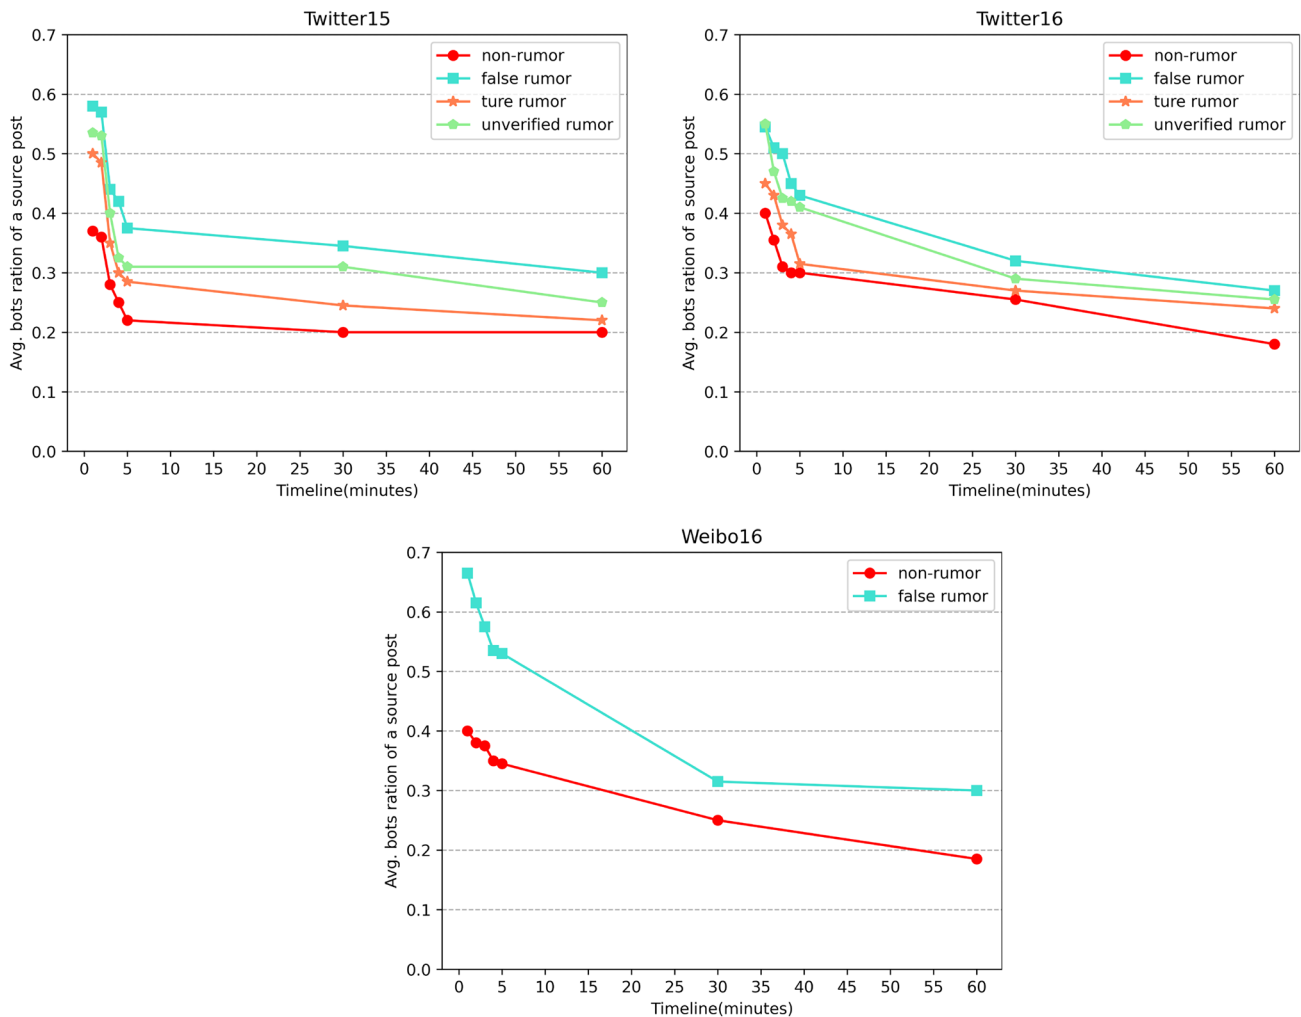 Twitter15
0.7
0.6
0.5
0.4
0.3
0.2
0.1
0.0
Avg. bots ration of a source post
non-rumor
false rumor
ture rumor
unverified rumor
0 5 10 15 20 25 30 35 40 45 50 55 60
Timeline(minutes)
Twitter16
0.7
0.6
0.5
0.4
0.3
0.2
0.1
0.0
Avg. bots ration of a source post
non-rumor
false rumor
ture rumor
unverified rumor
0 5 10 15 20 25 30 35 40 45 50 55 60
Timeline(minutes)
Weibo16
0.7
0.6
0.5
0.4
0.3
0.2
0.1
0.0
Avg. bots ration of a source post
non-rumor
false rumor
0 5 10 15 20 25 30 35 40 45 50 55 60
Timeline(minutes)